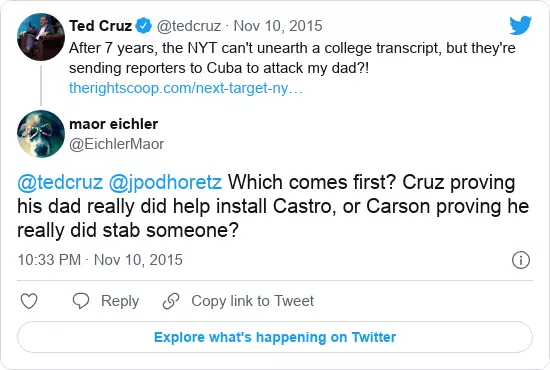 Ted Cruz @tedcruz · Nov 10, 2015
After 7 years, the NYT can't unearth a college transcript, but they're
sending reporters to Cuba to attack my dad?!
therightscoop.com/next-target-ny…
maor eichler
@EichlerMaor
@tedcruz @jpodhoretz Which comes first? Cruz proving
his dad really did help install Castro, or Carson proving he
really did stab someone?
10:33 PM · Nov 10, 2015
Reply
Copy link to Tweet
Explore what's happening on Twitter